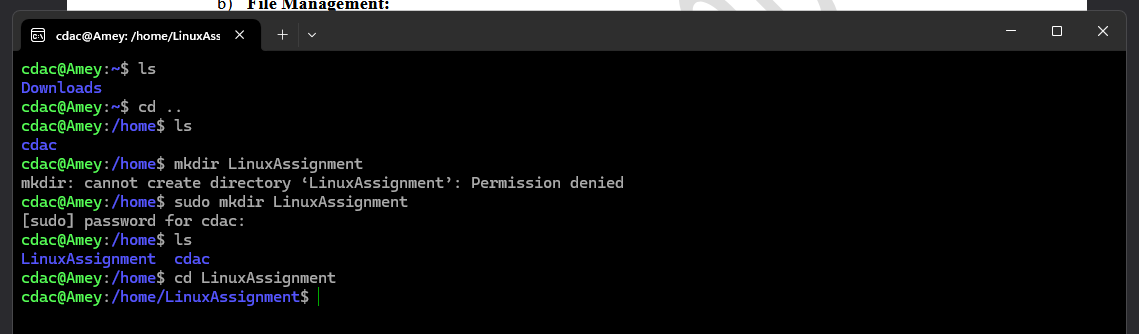 b) File Management:
cdac@Amey: /home/LinuxAss
cdac@Amey:~$ ls
Downloads
cdac@Amey:~$ cd ..
cdac@Amey:/home$ ls
cdac
cdac@Amey:/home$ mkdir LinuxAssignment
mkdir: cannot create directory ‘LinuxAssignment’: Permission denied
cdac@Amey:/home$ sudo mkdir LinuxAssignment
[sudo] password for cdac:
cdac@Amey:/home$ ls
LinuxAssignment  cdac
cdac@Amey:/home$ cd LinuxAssignment
cdac@Amey:/home/LinuxAssignment$